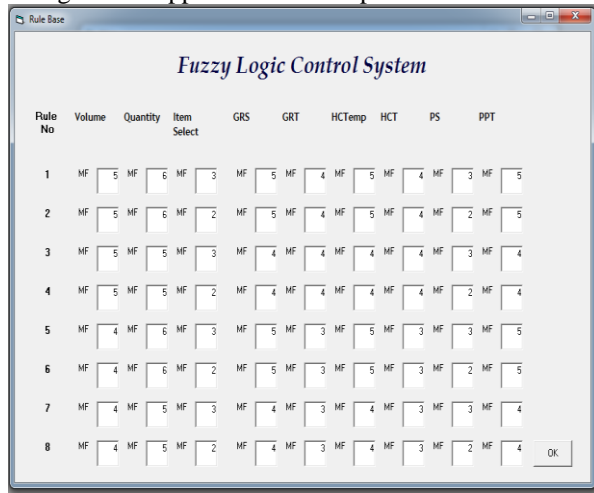 Rule Base
Fuzzy Logic Control System
Rule No Volume Quantity Item Select GRS GRT HCTemp HCT PS PPT
1 MF 5 MF 6 MF 3 MF 5 MF 4 MF 5 MF 4 MF 3 MF 5
2 MF 5 MF 6 MF 2 MF 5 MF 4 MF 5 MF 4 MF 2 MF 5
3 MF 5 MF 5 MF 3 MF 4 MF 4 MF 4 MF 4 MF 3 MF 4
4 MF 5 MF 5 MF 2 MF 4 MF 4 MF 4 MF 4 MF 2 MF 4
5 MF 4 MF 6 MF 3 MF 5 MF 3 MF 5 MF 3 MF 3 MF 5
6 MF 4 MF 6 MF 2 MF 5 MF 3 MF 5 MF 3 MF 2 MF 5
7 MF 4 MF 5 MF 3 MF 4 MF 3 MF 4 MF 3 MF 3 MF 4
8 MF 4 MF 5 MF 2 MF 4 MF 3 MF 4 MF 3 MF 2 MF 4 OK